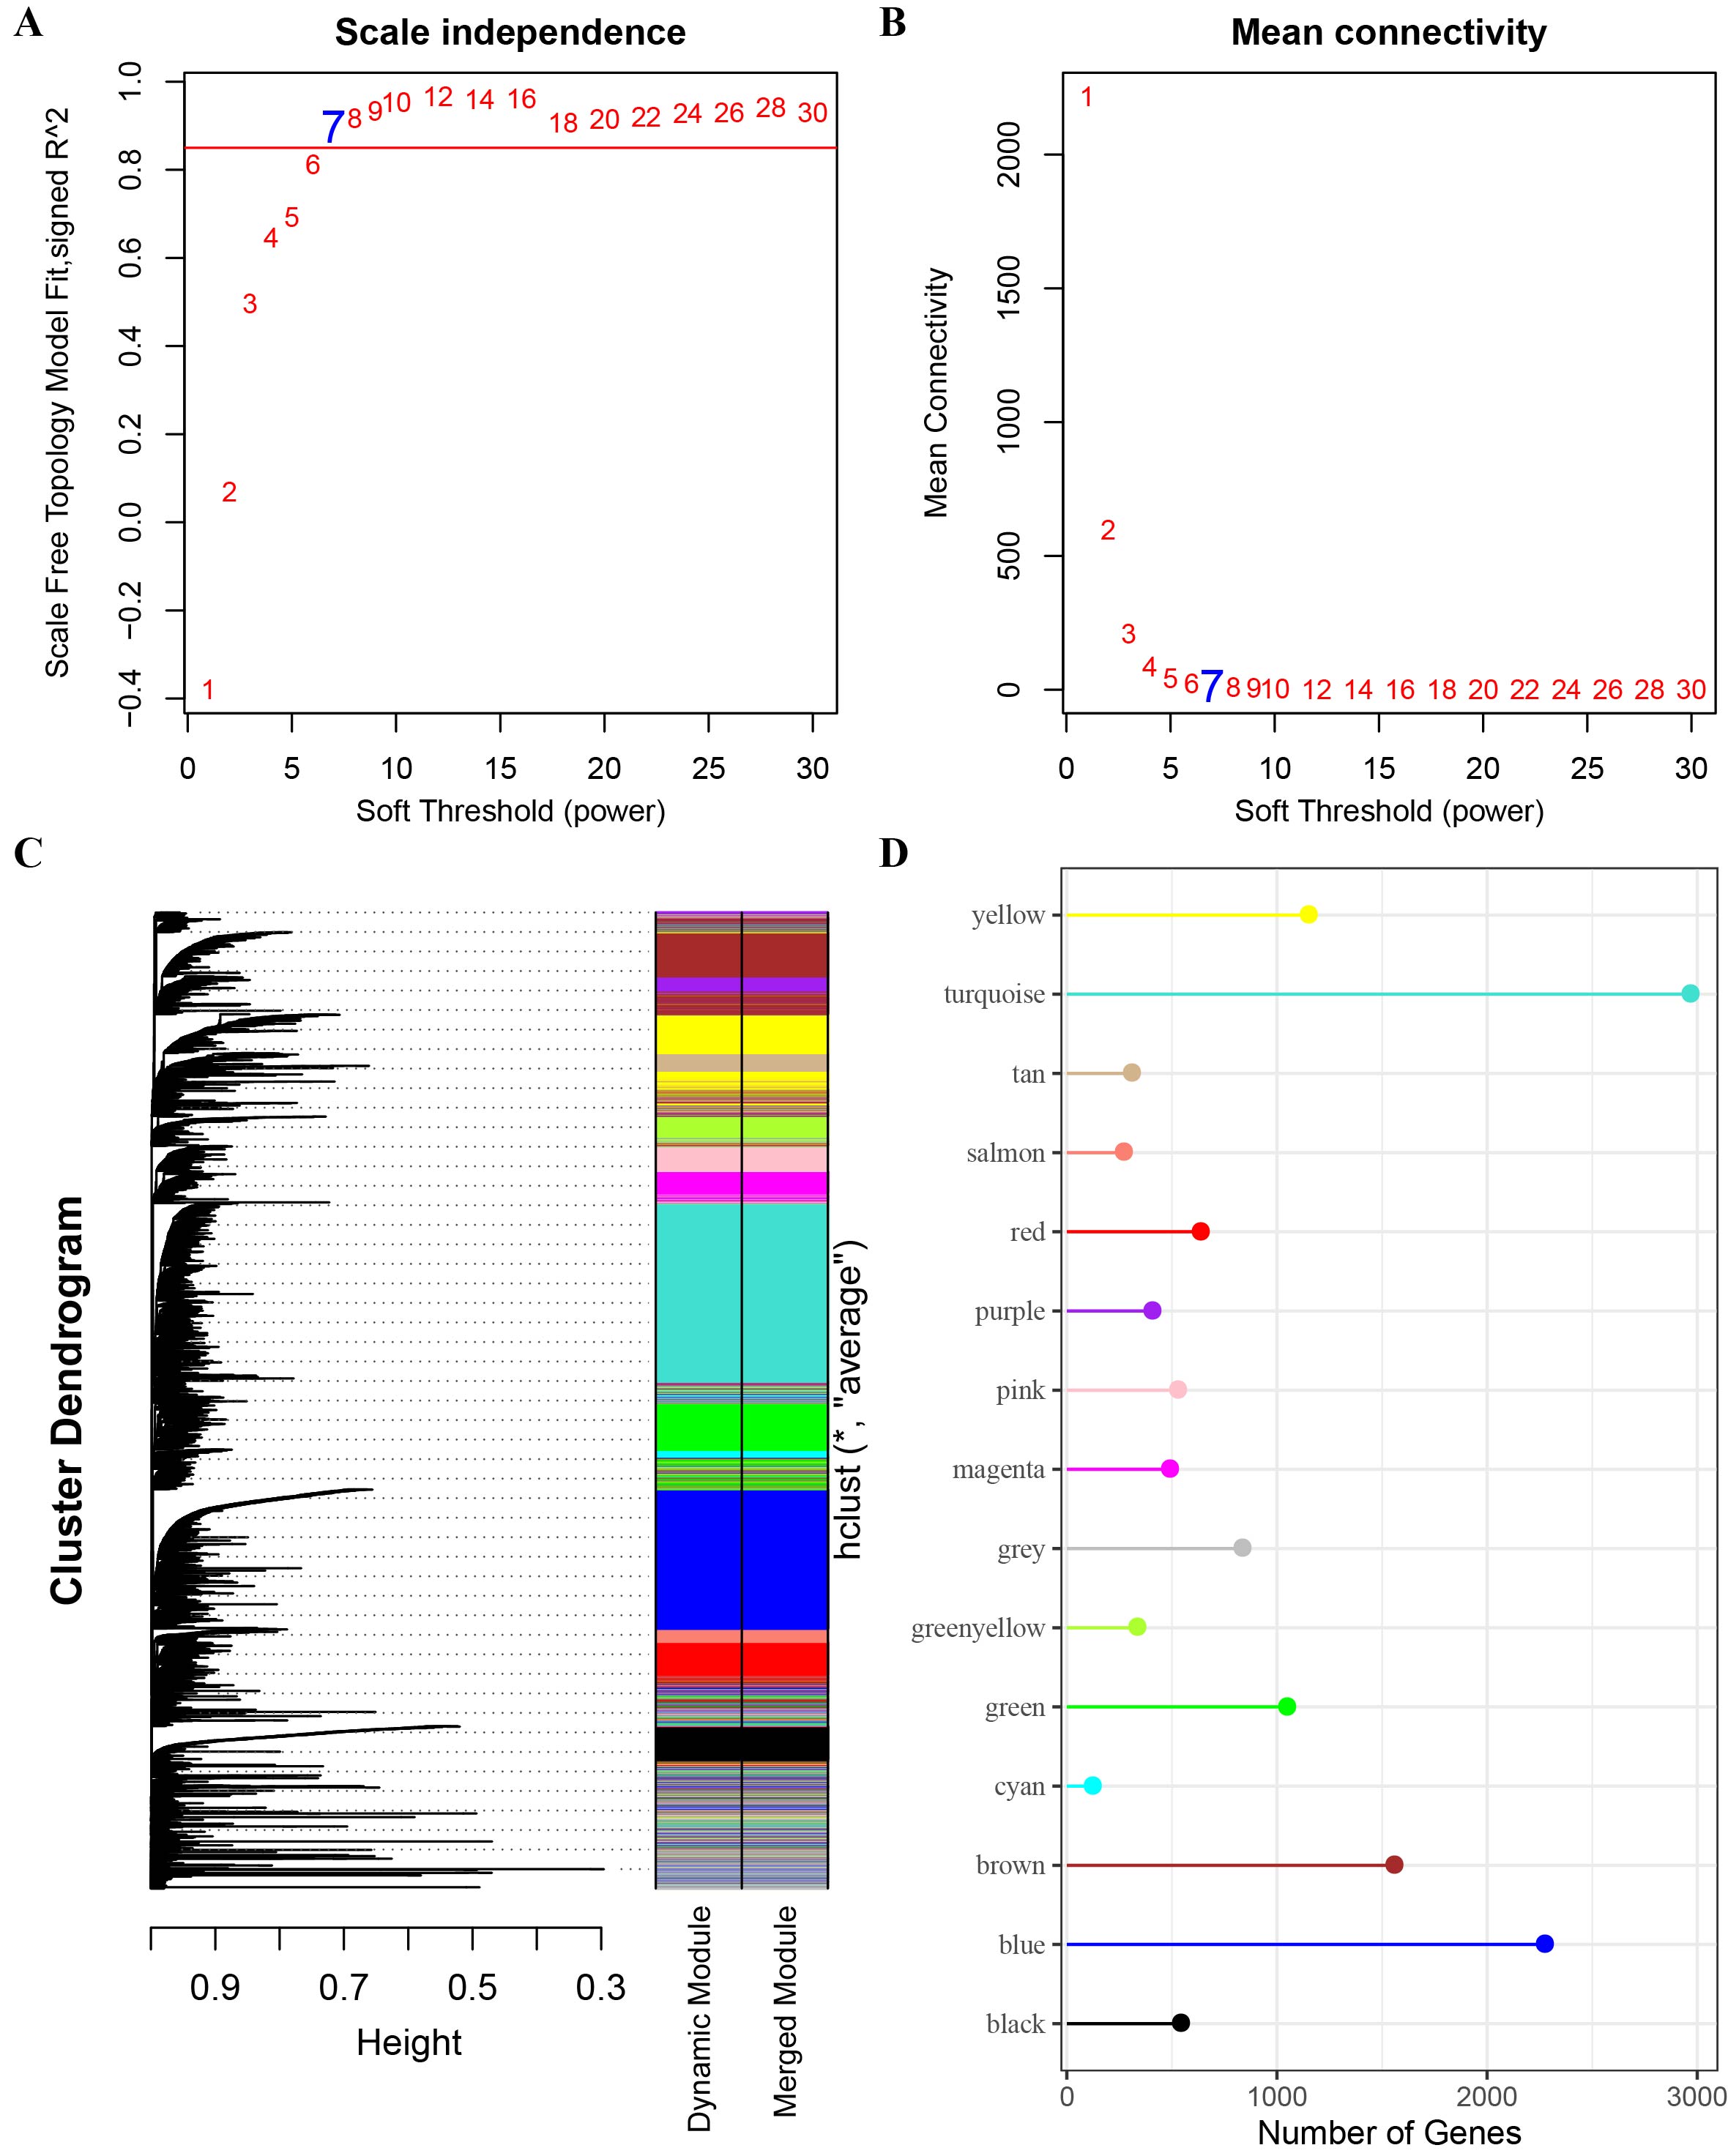 A
Scale independence
Scale Free Topology Model Fit,signed R^2
1.0
0.8
0.6
0.4
0.2
0.0
−0.2
−0.4
1
2
3
4
5
6
7
8
9
10
12
14
16
18
20
22
24
26
28
30
0 5 10 15 20 25 30
Soft Threshold (power)
B
Mean connectivity
Mean Connectivity
2000
1500
1000
500
0
1
2
3
4
5
6
7
8
9
10
12
14
16
18
20
22
24
26
28
30
0 5 10 15 20 25 30
Soft Threshold (power)
C
Cluster Dendrogram
hclust (*, "average")
0.9 0.7 0.5 0.3
Height
Dynamic Module
Merged Module
D
yellow
turquoise
tan
salmon
red
purple
pink
magenta
grey
greenyellow
green
cyan
brown
blue
black
0 1000 2000 3000
Number of Genes